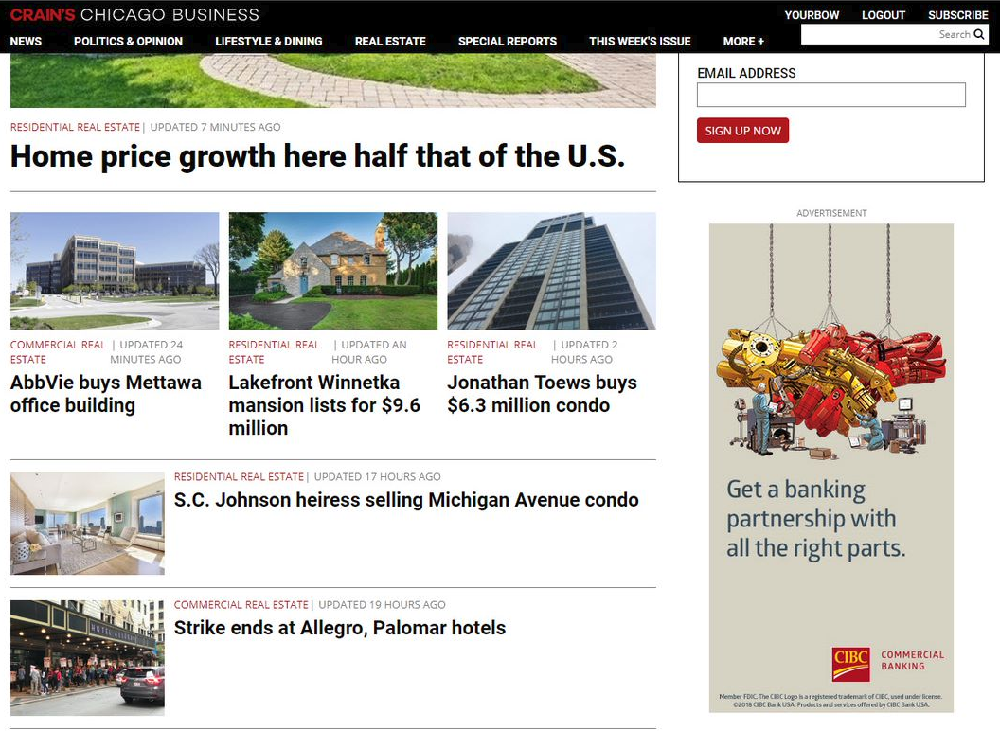 CRAIN'S CHICAGO BUSINESS
YOURBOW LOGOUT SUBSCRIBE
NEWS POLITICS & OPINION LIFESTYLE & DINING REAL ESTATE SPECIAL REPORTS THIS WEEK'S ISSUE MORE +
Search
RESIDENTIAL REAL ESTATE | UPDATED 7 MINUTES AGO
Home price growth here half that of the U.S.
COMMERCIAL REAL ESTATE | UPDATED 24 MINUTES AGO
AbbVie buys Mettawa
office building
RESIDENTIAL REAL ESTATE | UPDATED AN HOUR AGO
Lakefront Winnetka
mansion lists for $9.6
million
RESIDENTIAL REAL ESTATE | UPDATED 2 HOURS AGO
Jonathan Toews buys
$6.3 million condo
RESIDENTIAL REAL ESTATE | UPDATED 17 HOURS AGO
S.C. Johnson heiress selling Michigan Avenue condo
HOTEL ALLEGRO
COMMERCIAL REAL ESTATE | UPDATED 19 HOURS AGO
Strike ends at Allegro, Palomar hotels
EMAIL ADDRESS
SIGN UP NOW
ADVERTISEMENT
Get a banking
partnership with
all the right parts.
CIBC
COMMERCIAL
BANKING
Member FDIC. The CIBC Logo is a registered trademark of CIBC, used under license.
©2018 CIBC Bank USA. Products and services offered by CIBC Bank USA.